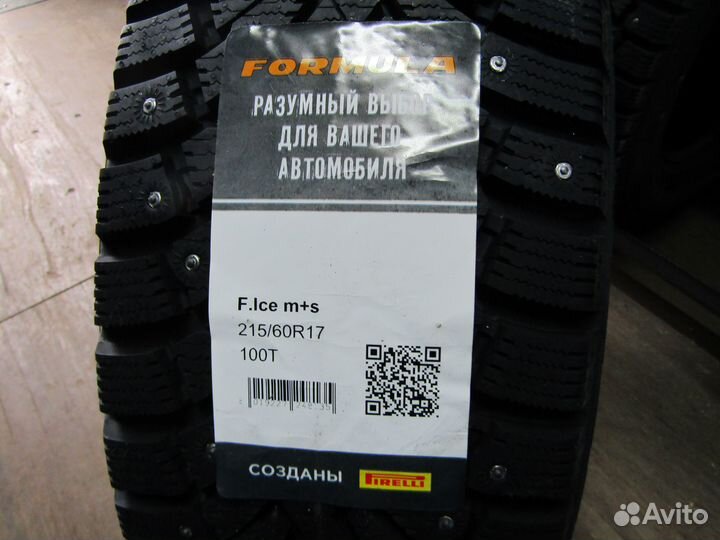 FORMULA
РАЗУМНЫЙ ВЫБОР
ДЛЯ ВАШЕГО
АВТОМОБИЛЯ
F.Ice m+s
215/60R17
100T
СОЗДАНЫ PIRELLI
Avito